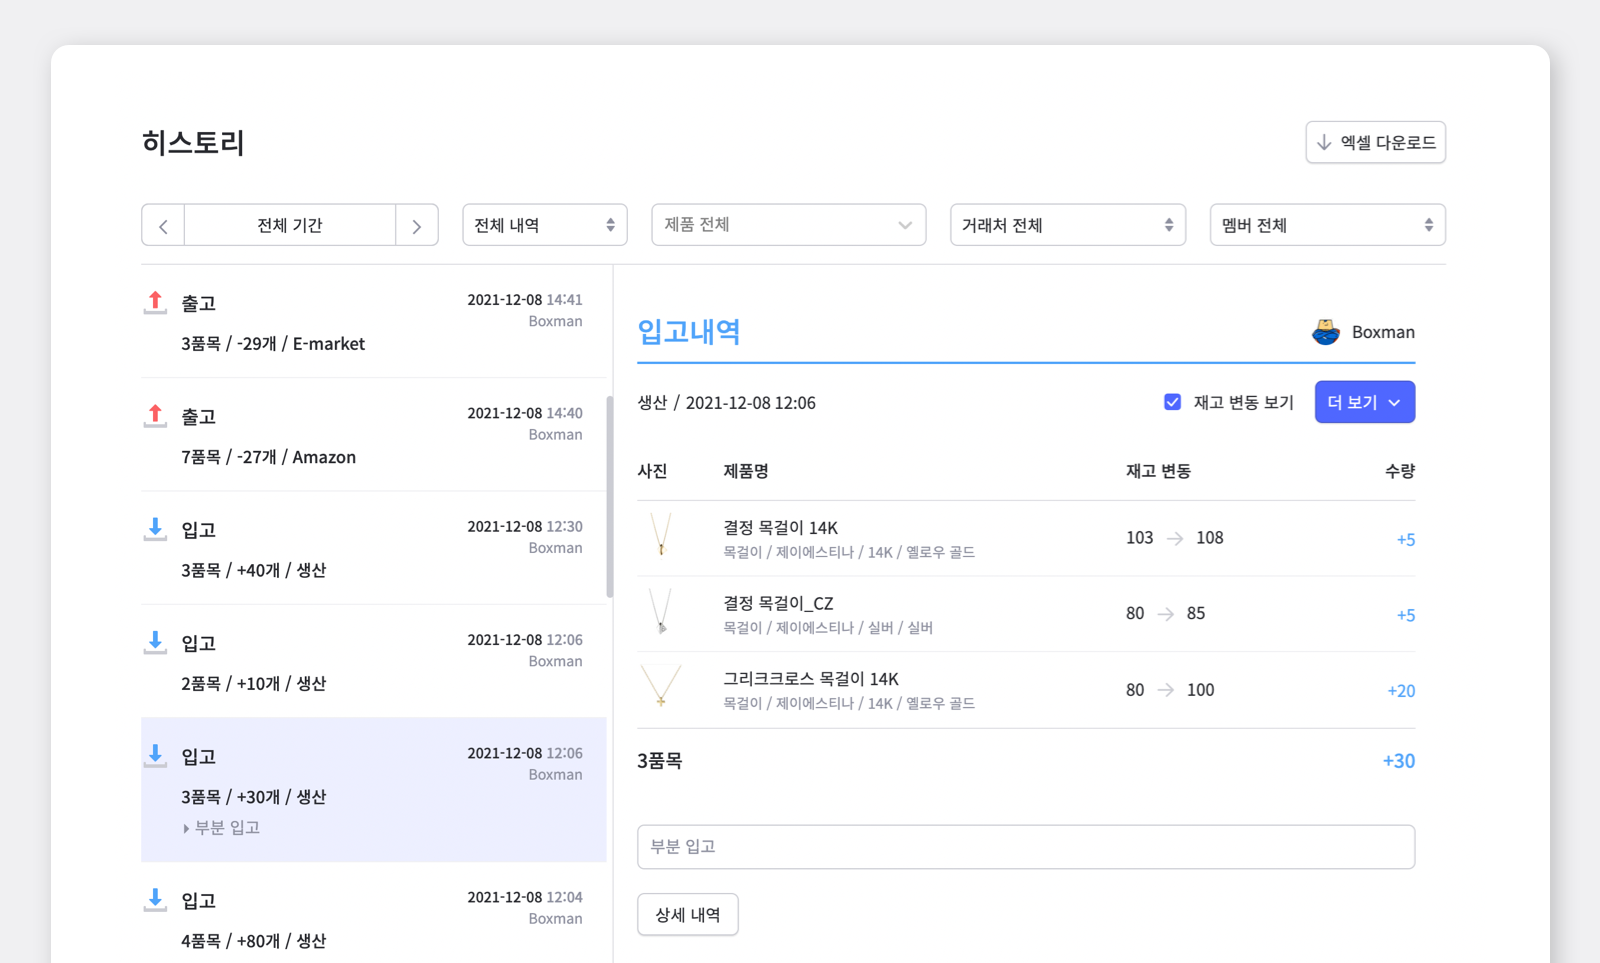 히스토리
엑셀 다운로드
전체 기간
전체 내역
제품 전체
거래처 전체
멤버 전체
출고
2021-12-08 14:41
Boxman
3품목 / -29개 / E-market
출고
2021-12-08 14:40
Boxman
7품목 / -27개 / Amazon
입고
2021-12-08 12:30
Boxman
3품목 / +40개 / 생산
입고
2021-12-08 12:06
Boxman
2품목 / +10개 / 생산
입고
2021-12-08 12:06
Boxman
3품목 / +30개 / 생산
부분 입고
입고
2021-12-08 12:04
Boxman
4품목 / +80개 / 생산
입고내역
Boxman
생산 / 2021-12-08 12:06
재고 변동 보기
더 보기
사진 제품명 재고 변동 수량
결정 목걸이 14K
목걸이 / 제이에스티나 / 14K / 옐로우 골드
103 → 108
+5
결정 목걸이_CZ
목걸이 / 제이에스티나 / 실버 / 실버
80 → 85
+5
그리크크로스 목걸이 14K
목걸이 / 제이에스티나 / 14K / 옐로우 골드
80 → 100
+20
3품목
+30
부분 입고
상세 내역